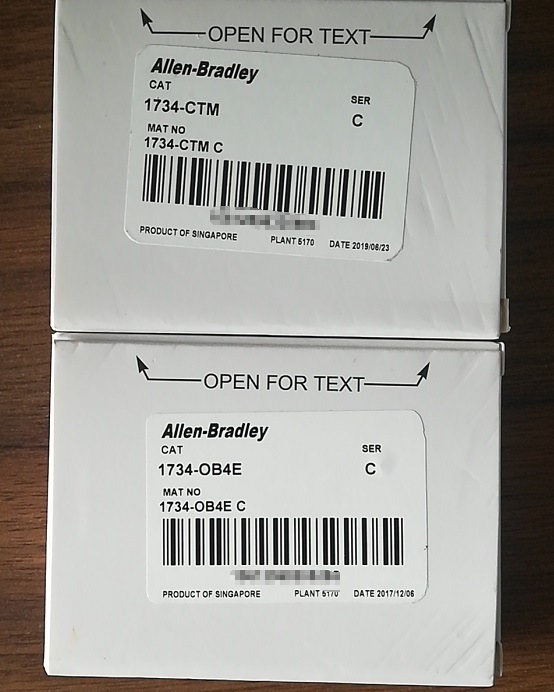 OPEN FOR TEXT
Allen-Bradley
CAT
1734-CTM
SER
C
MAT NO
1734-CTM C
PRODUCT OF SINGAPORE PLANT 5170 DATE 2019/06/23
OPEN FOR TEXT
Allen-Bradley
CAT
1734-OB4E
SER
C
MAT NO
1734-OB4E C
PRODUCT OF SINGAPORE PLANT 5170 DATE 2017/12/06